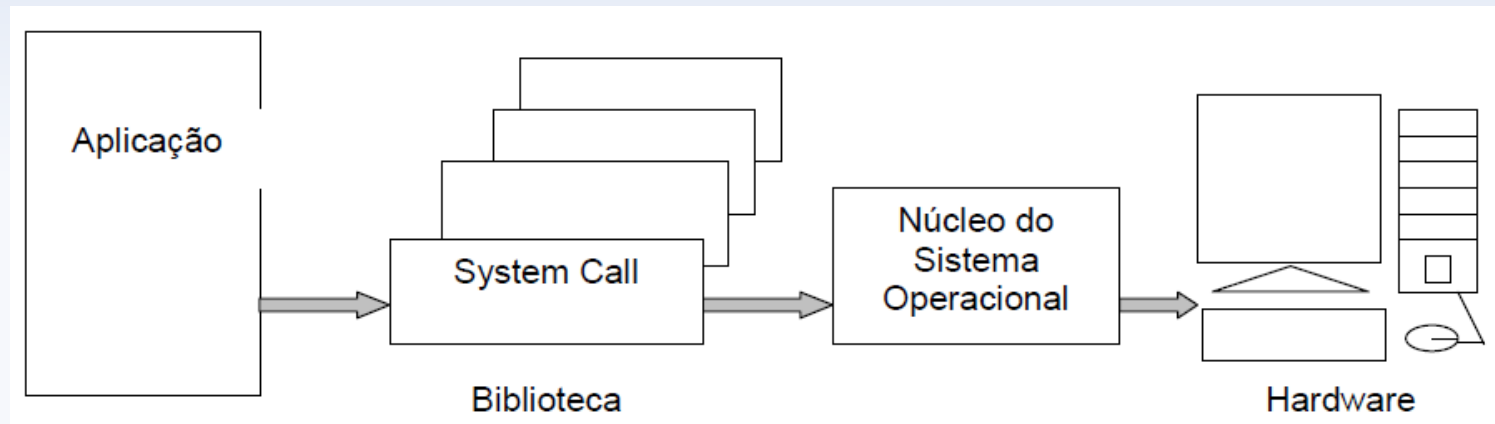 Aplicação
System Call
Núcleo do
Sistema
Operacional
Biblioteca
Hardware